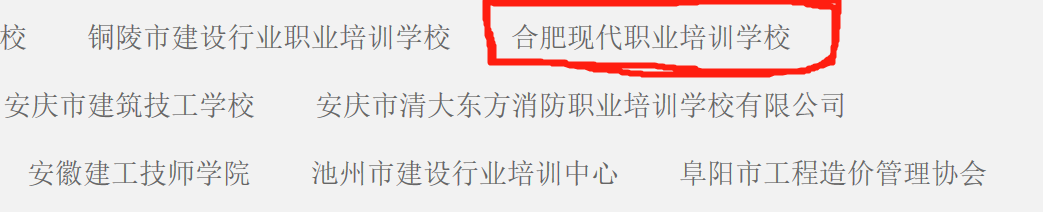 校 铜陵市建设行业职业培训学校 合肥现代职业培训学校
安庆市建筑技工学校 安庆市清大东方消防职业培训学校有限公司
安徽建工技师学院 池州市建设行业培训中心 阜阳市工程造价管理协会